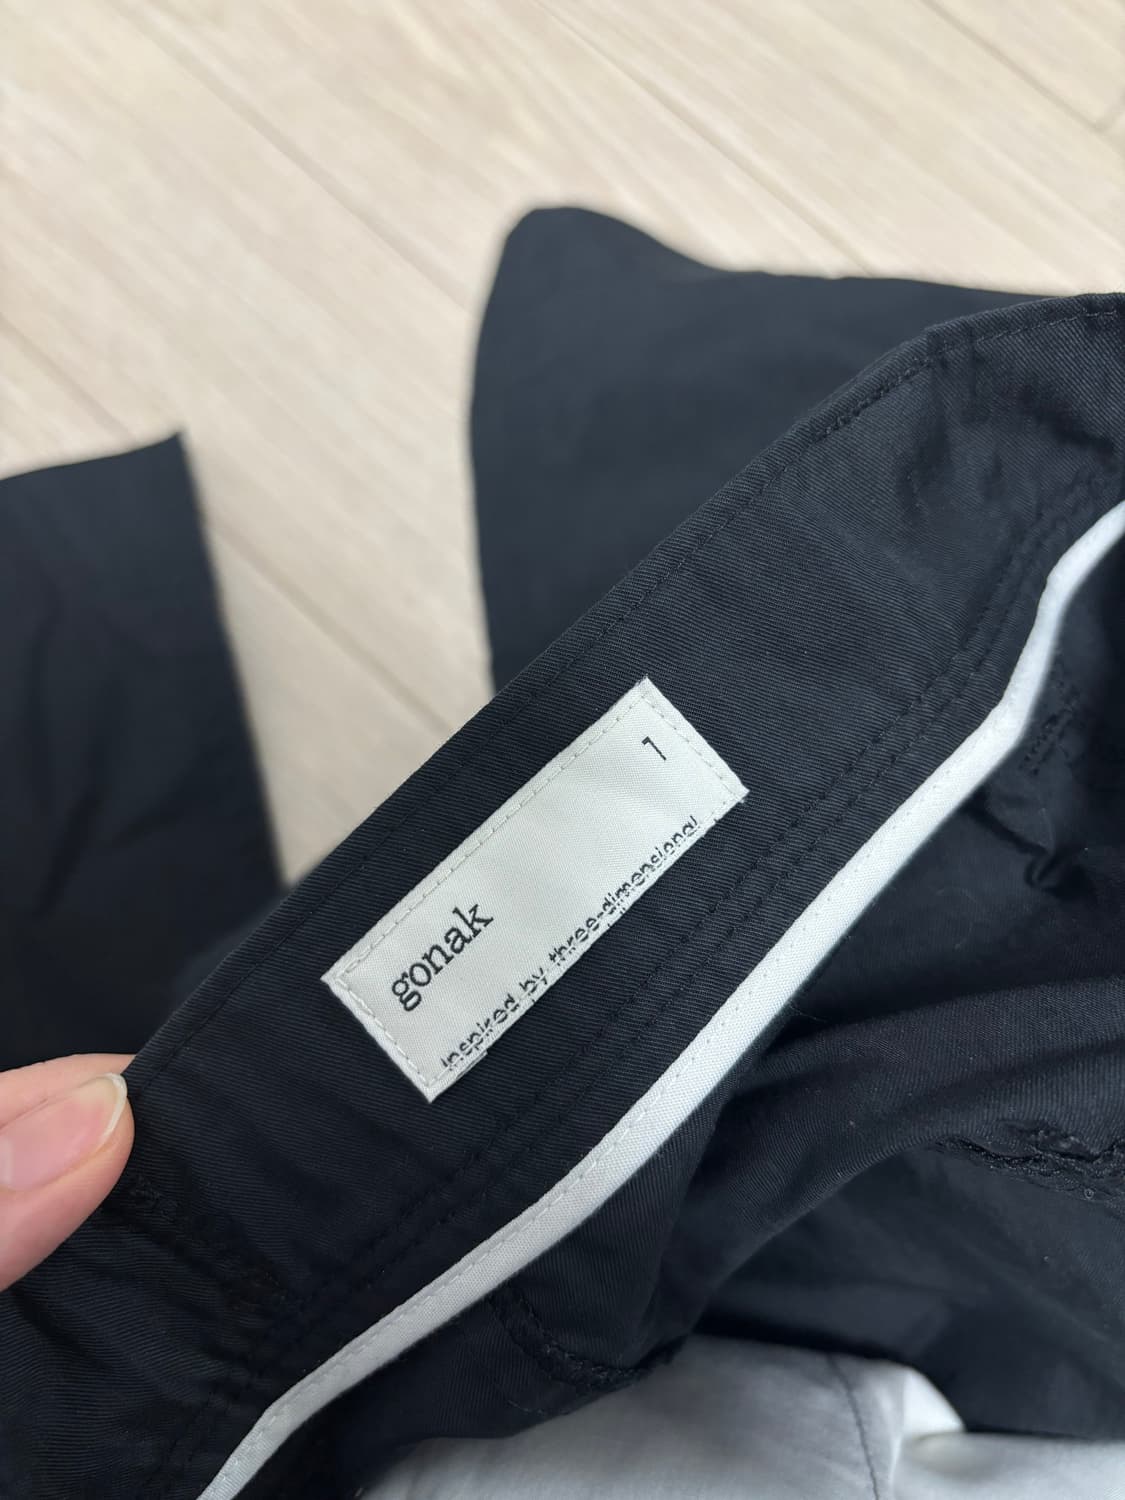 gonak
1
inspired by three-dimensional